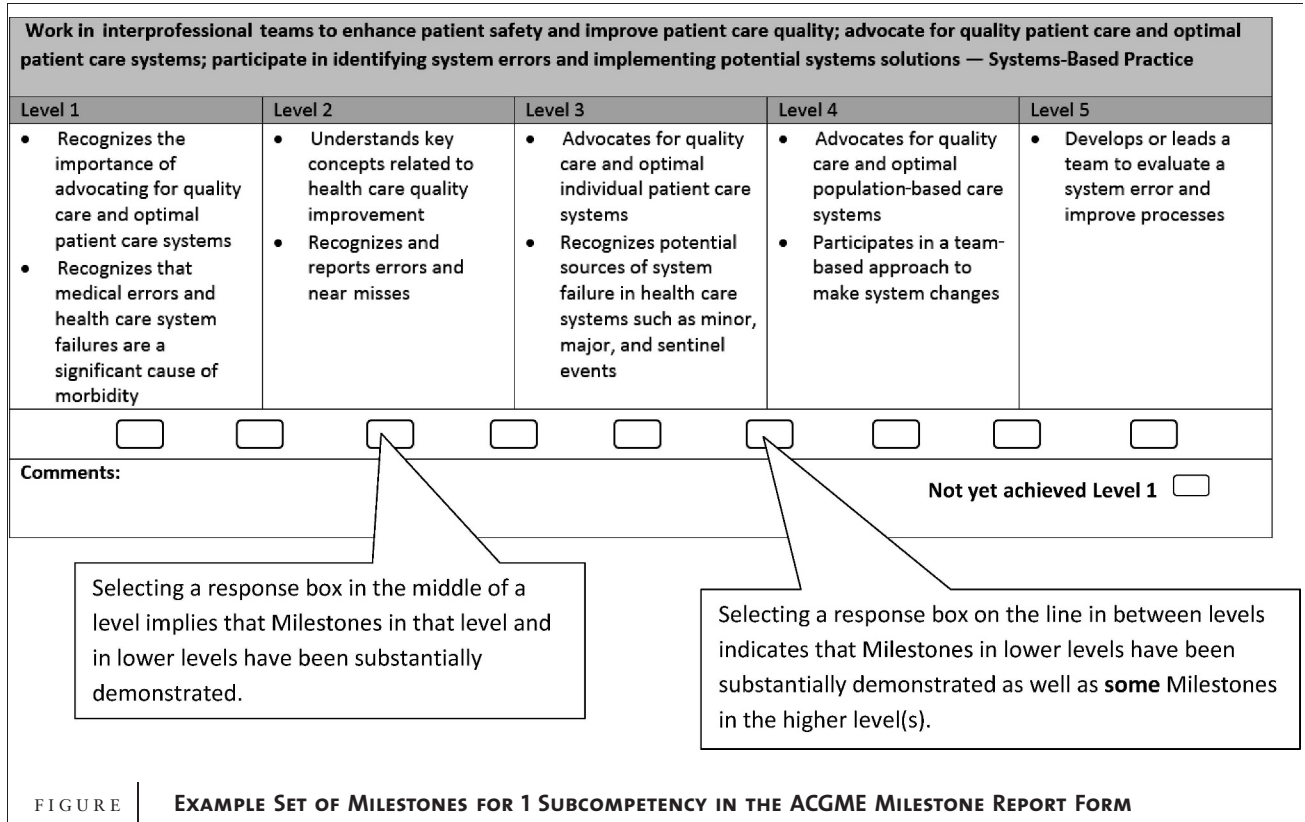 Work in interprofessional teams to enhance patient safety and improve patient care quality; advocate for quality patient care and optimal
patient care systems; participate in identifying system errors and implementing potential systems solutions — Systems-Based Practice
Level 1
• Recognizes the
importance of
advocating for quality
care and optimal
patient care systems
• Recognizes that
medical errors and
health care system
failures are a
significant cause of
morbidity
Level 2
• Understands key
concepts related to
health care quality
improvement
• Recognizes and
reports errors and
near misses
Level 3
• Advocates for quality
care and optimal
individual patient care
systems
• Recognizes potential
sources of system
failure in health care
systems such as minor,
major, and sentinel
events
Level 4
• Advocates for quality
care and optimal
population-based care
systems
• Participates in a team-
based approach to
make system changes
Level 5
• Develops or leads a
team to evaluate a
system error and
improve processes
Comments:
Not yet achieved Level 1
Selecting a response box in the middle of a
level implies that Milestones in that level and
in lower levels have been substantially
demonstrated.
Selecting a response box on the line in between levels
indicates that Milestones in lower levels have been
substantially demonstrated as well as some Milestones
in the higher level(s).
FIGURE EXAMPLE SET OF MILESTONES FOR 1 SUBCOMPETENCY IN THE ACGME MILESTONE REPORT FORM